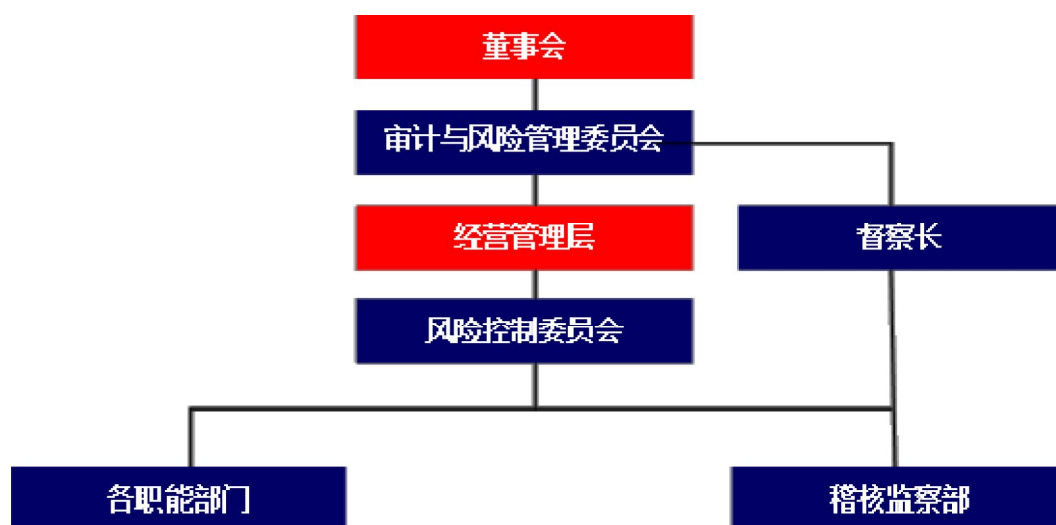 董事会
审计与风险管理委员会
经营管理层
督察长
风险控制委员会
各职能部门
稽核监察部